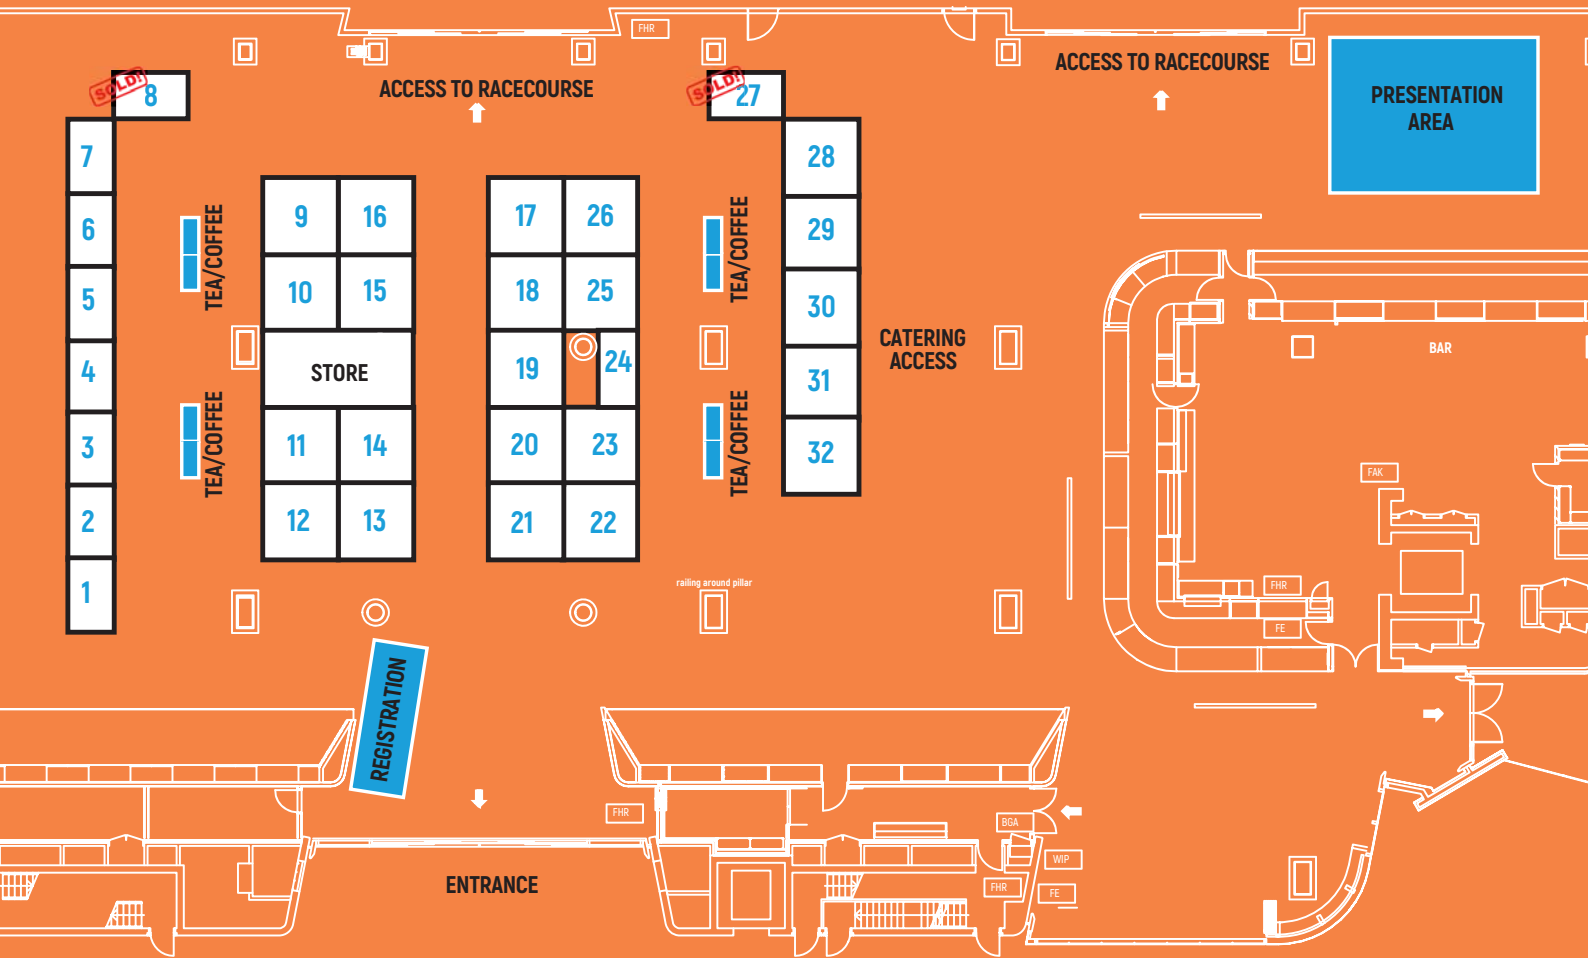 FHR
ACCESS TO RACECOURSE
ACCESS TO RACECOURSE
PRESENTATION
AREA
SOLD!
8
SOLD!
27
7
6
5
4
3
2
1
TEA/COFFEE
TEA/COFFEE
9
16
10
15
STORE
11
14
12
13
17
26
18
25
19
24
20
23
21
22
TEA/COFFEE
TEA/COFFEE
28
29
30
31
32
CATERING
ACCESS
BAR
FAK
FHR
FE
railing around pillar
REGISTRATION
FHR
BGA
WIP
FHR
FE
ENTRANCE